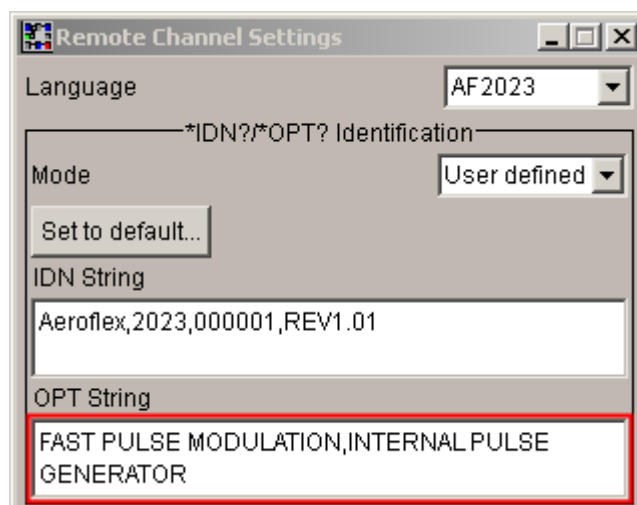 Remote Channel Settings
Language
AF2023
*IDN?/*OPT? Identification
Mode
User defined
Set to default...
IDN String
Aeroflex,2023,000001,REV1.01
OPT String
FAST PULSE MODULATION,INTERNAL PULSE
GENERATOR